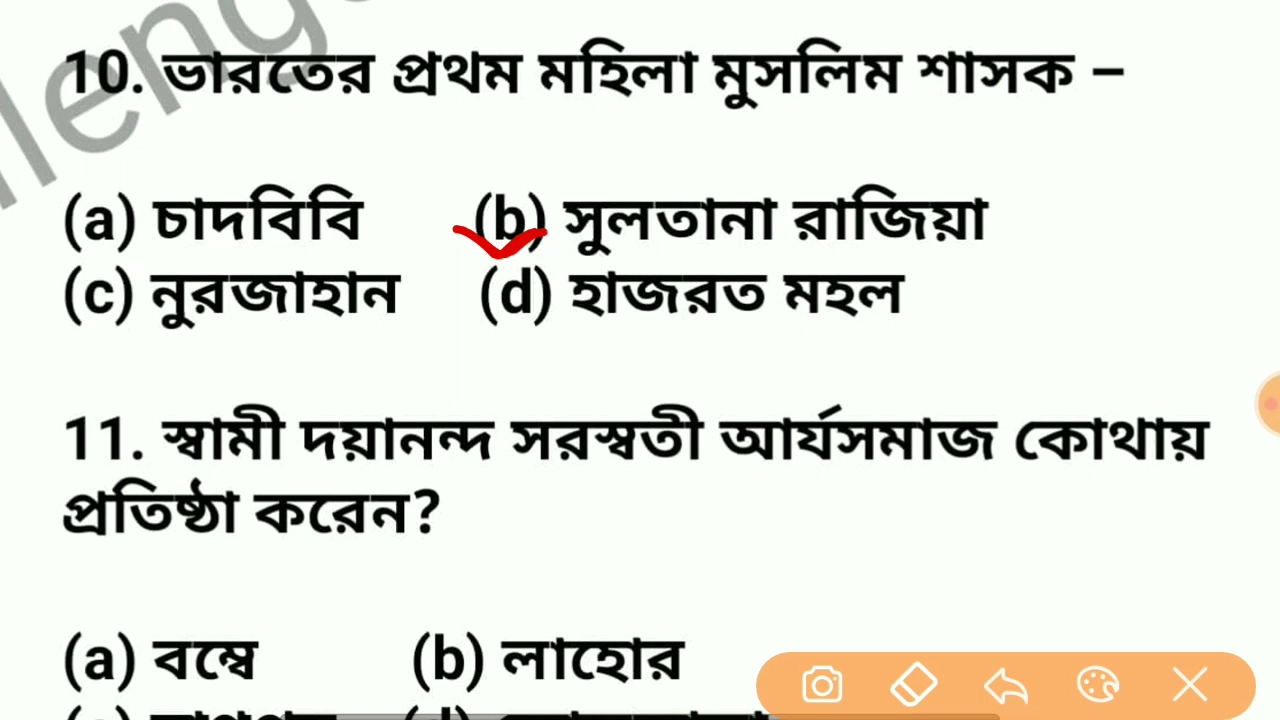 10. ভারতের প্রথম মহিলা মুসলিম শাসক –
(a) চাদবিবি (b) সুলতানা রাজিয়া
(c) নুরজাহান (d) হাজরত মহল
11. স্বামী দয়ানন্দ সরস্বতী আর্যসমাজ কোথায়
প্রতিষ্ঠা করেন?
(a) বম্বে (b) লাহোর